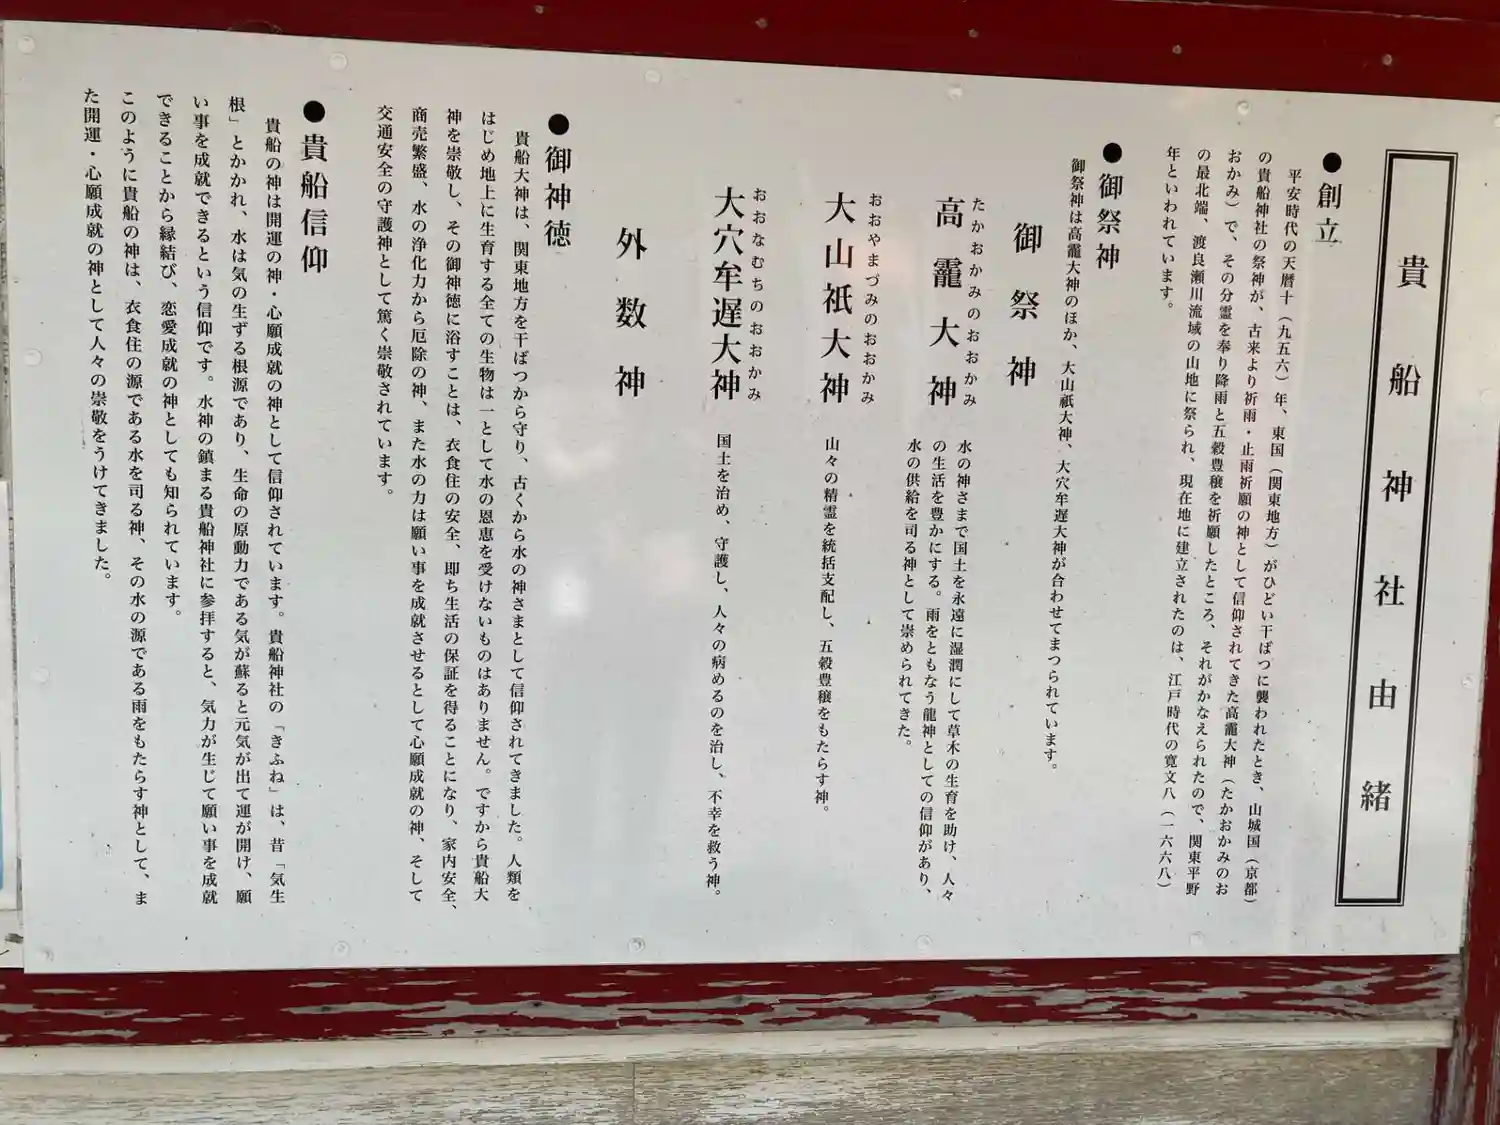 貴船神社由緒
●創立
平安時代の天暦十（九五六）年、東国（関東地方）がひどい干ばつに襲われたとき、山城国（京都）
の貴船神社の祭神が、古来より祈雨・止雨祈願の神として信仰されてきた高龗大神（たかおかみのお
おかみ）で、その分霊を奉り降雨と五穀豊穣を祈願したところ、それがかなえられたので、関東平野
の最北端、渡良瀬川流域の山地に祭られ、現在地に建立されたのは、江戸時代の寛文八（一六六八）
年といわれています。
●御祭神
御祭神は高龗大神のほか、大山祇大神、大穴牟遅大神が合わせてまつられています。
御祭神
たかおかみのおおかみ
高龗大神
水の神さまで国土を永遠に湿潤にして草木の生育を助け、人々
の生活を豊かにする。雨をともなう龍神としての信仰があり、
水の供給を司る神として崇められてきた。
おおやまづみのおおかみ
大山祇大神
山々の精霊を統括支配し、五穀豊穣をもたらす神。
おおなむちのおおかみ
大穴牟遅大神
国土を治め、守護し、人々の病めるのを治し、不幸を救う神。
外数神
●御神徳
貴船大神は、関東地方を干ばつから守り、古くから水の神さまとして信仰されてきました。人類を
はじめ地上に生育する全ての生物は一として水の恩恵を受けないものはありません。ですから貴船大
神を崇敬し、その御神徳に浴すことは、衣食住の安全、即ち生活の保証を得ることになり、家内安全、
商売繁盛、水の浄化力から厄除の神、また水の力は願い事を成就させるとして心願成就の神、そして
交通安全の守護神として篤く崇敬されています。
●貴船信仰
貴船の神は開運の神・心願成就の神として信仰されています。貴船神社の「きふね」は、昔「気生
根」とかかれ、水は気の生ずる根源であり、生命の原動力である気が蘇ると元気が出て運が開け、願
い事を成就できるという信仰です。水神の鎮まる貴船神社に参拝すると、気力が生じて願い事を成就
できることから縁結び、恋愛成就の神としても知られています。
このように貴船の神は、衣食住の源である水を司る神、その水の源である雨をもたらす神として、ま
た開運・心願成就の神として人々の崇敬をうけてきました。